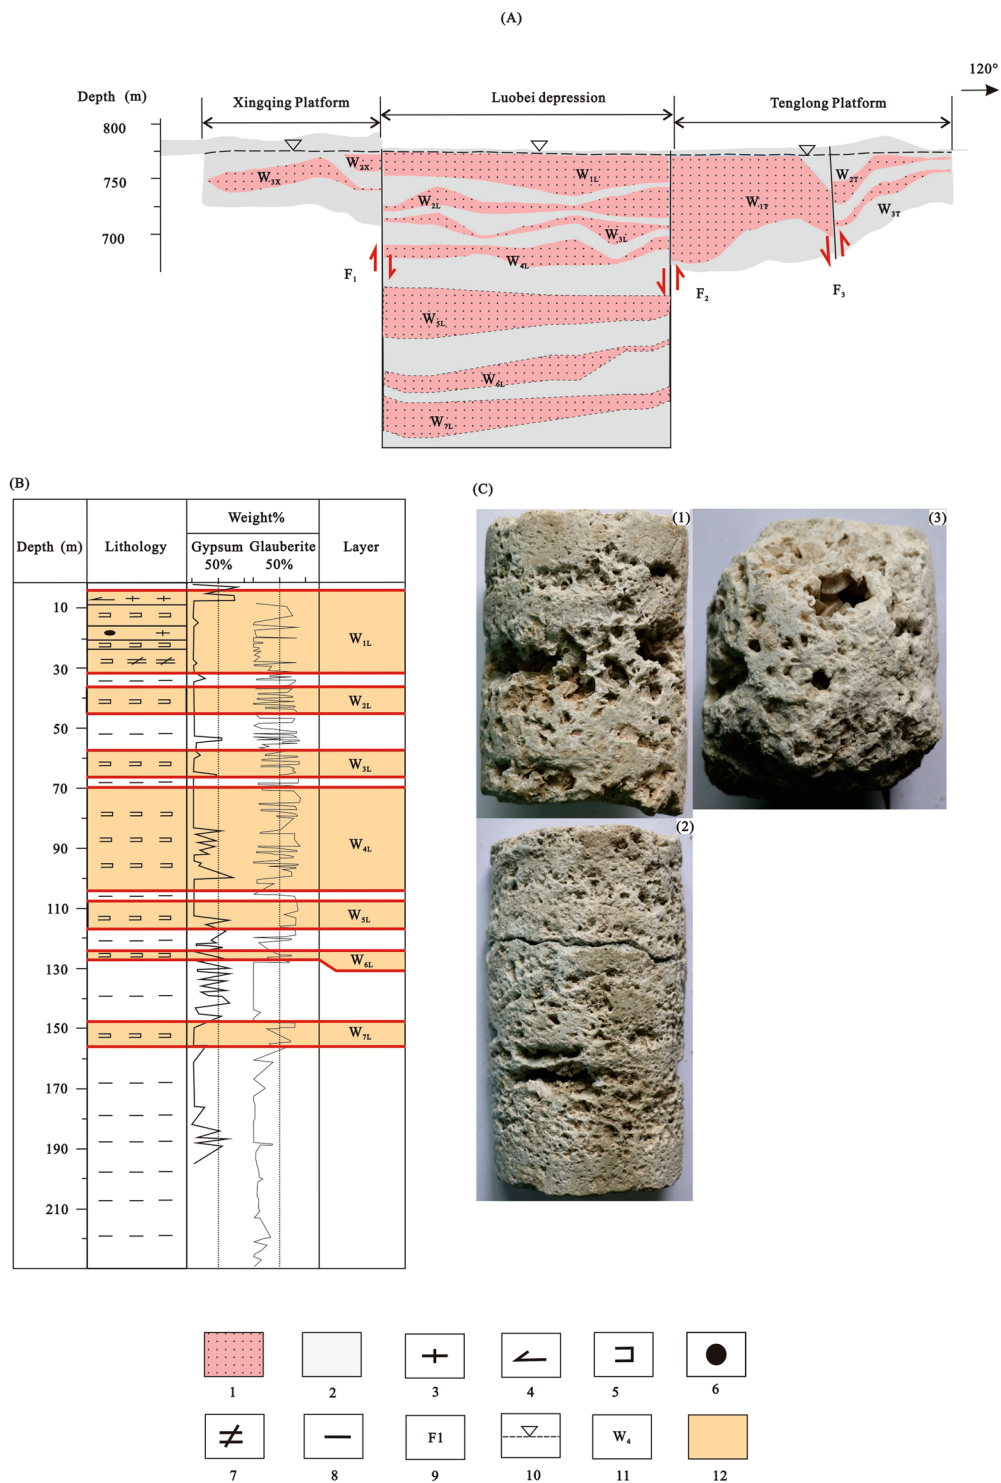 (A)
120°
Depth (m)
Xingqing Platform
Luobei depression
Tenglong Platform
800
750
700
W2X
W3X
W1L
W2L
W3L
W4L
W5L
W6L
W7L
W1T
W2T
W3T
F1
F2
F3
(B)
Depth (m)
Lithology
Weight%
Gypsum
50%
Glauberite
50%
Layer
10
30
50
70
90
110
130
150
170
190
210
W1L
W2L
W3L
W4L
W5L
W6L
W7L
(C)
(1)
(3)
(2)
1
2
3
4
5
6
F1
W4
7
8
9
10
11
12